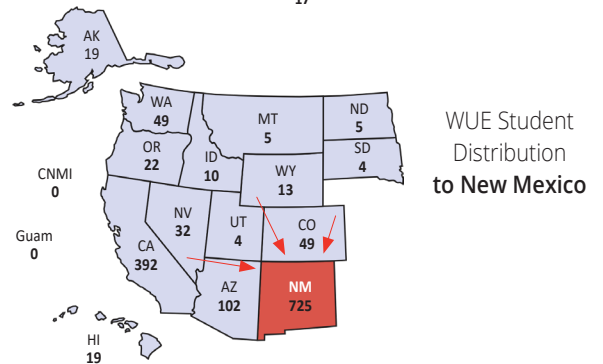 17
AK
19
WA
49
MT
5
ND
5
OR
22
ID
10
SD
4
WY
13
CNMI
0
Guam
0
NV
32
UT
4
CO
49
CA
392
AZ
102
NM
725
HI
19
WUE Student
Distribution
to New Mexico